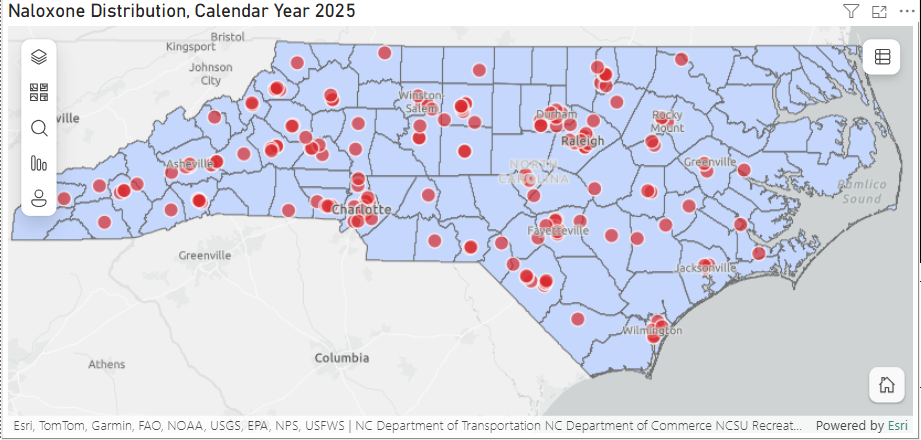 Naloxone Distribution, Calendar Year 2025
Bristol
Kingsport
Johnson
City
ville
Winston-
Salem
Durham
Rocky
Mount
Raleigh
Asheville
NORTH
CAROLINA
Greenville
Pamlico
Sound
Charlotte
Fayetteville
Greenville
Jacksonville
Wilmington
Columbia
Athens
Esri, TomTom, Garmin, FAO, NOAA, USGS, EPA, NPS, USFWS | NC Department of Transportation NC Department of Commerce NCSU Recreat... Powered by Esri